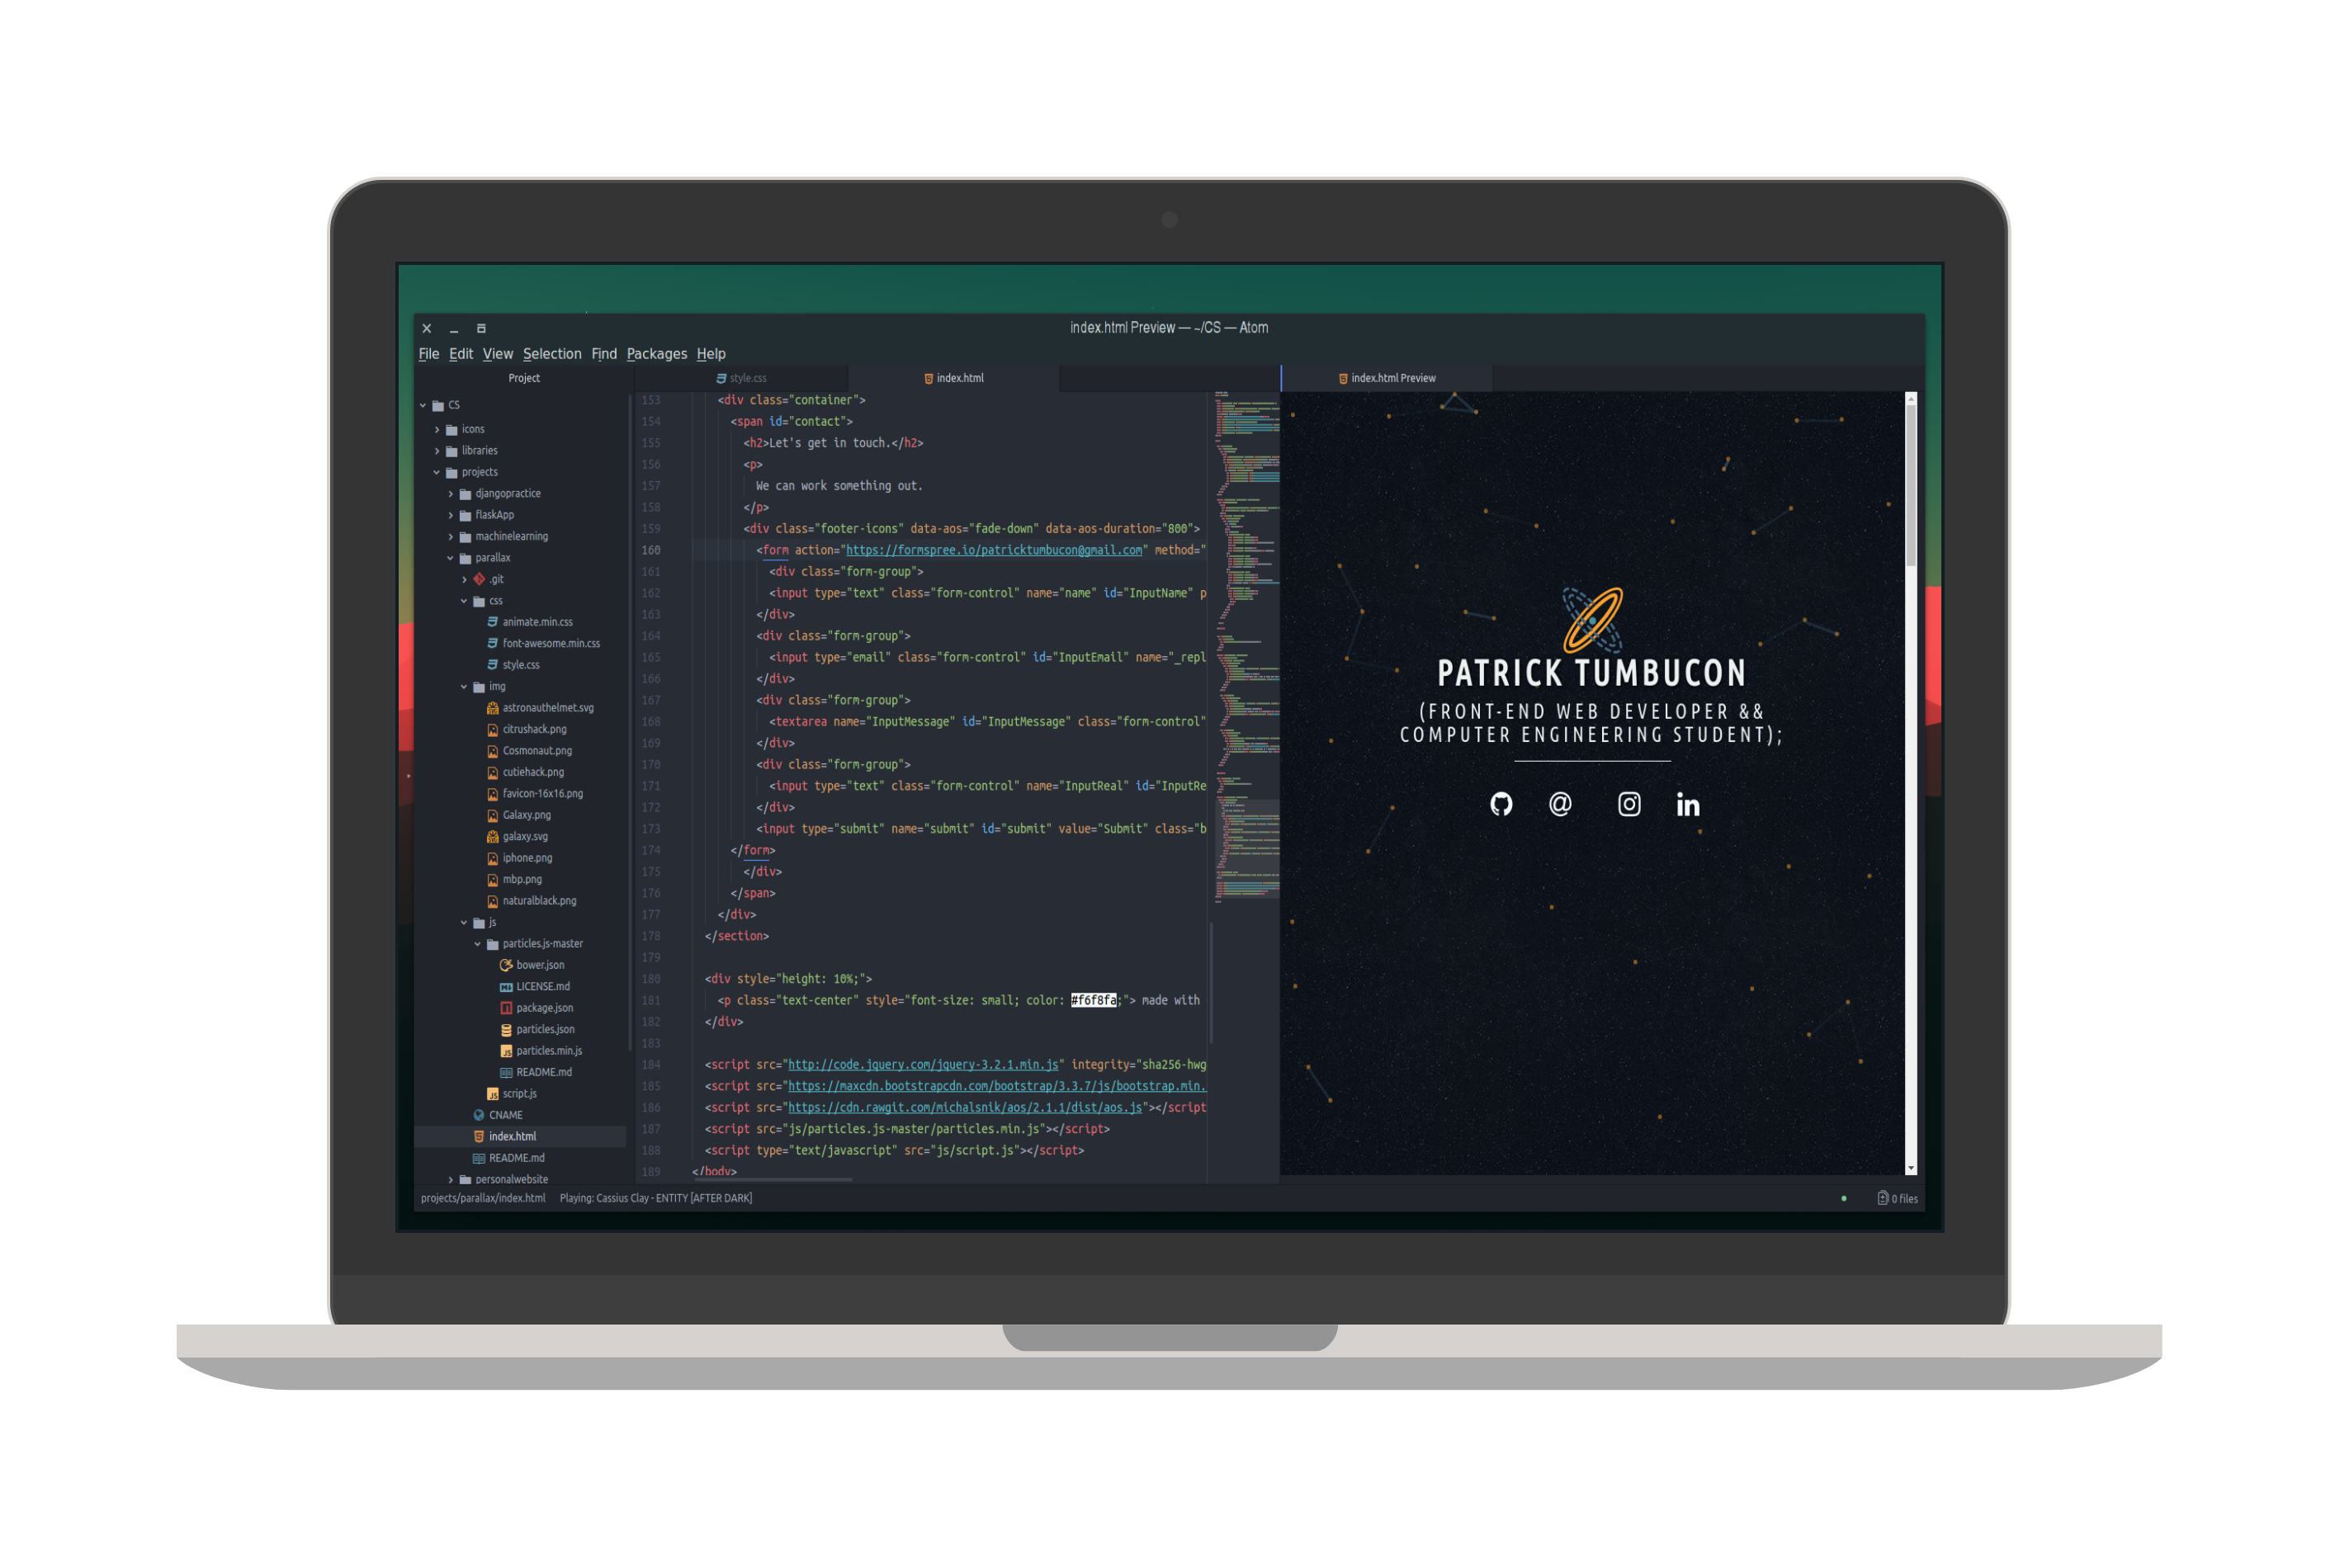 index.html Preview — ~/CS — Atom
File Edit View Selection Find Packages Help
Project
CS
icons
libraries
projects
djangopractice
flaskApp
machinelearning
parallax
.git
css
animate.min.css
font-awesome.min.css
style.css
img
astronauthelmet.svg
citrushack.png
Cosmonaut.png
cutiehack.png
favicon-16x16.png
Galaxy.png
galaxy.svg
iphone.png
mbp.png
naturalblack.png
js
particles.js-master
bower.json
LICENSE.md
package.json
particles.json
particles.min.js
README.md
script.js
CNAME
index.html
README.md
personalwebsite
style.css
index.html
153 <div class="container">
154 <span id="contact">
155 <h2>Let's get in touch.</h2>
156 <p>
157 We can work something out.
158 </p>
159 <div class="footer-icons" data-aos="fade-down" data-aos-duration="800">
160 <form action="https://formspree.io/patricktumbucon@gmail.com" method="
161 <div class="form-group">
162 <input type="text" class="form-control" name="name" id="InputName" p
163 </div>
164 <div class="form-group">
165 <input type="email" class="form-control" id="InputEmail" name="_repl
166 </div>
167 <div class="form-group">
168 <textarea name="InputMessage" id="InputMessage" class="form-control"
169 </div>
170 <div class="form-group">
171 <input type="text" class="form-control" name="InputReal" id="InputRe
172 </div>
173 <input type="submit" name="submit" id="submit" value="Submit" class="b
174 </form>
175 </div>
176 </span>
177 </div>
178 </section>
179
180 <div style="height: 10%;">
181 <p class="text-center" style="font-size: small; color: #f6f8fa;"> made with
182 </div>
183
184 <script src="http://code.jquery.com/jquery-3.2.1.min.js" integrity="sha256-hwg
185 <script src="https://maxcdn.bootstrapcdn.com/bootstrap/3.3.7/js/bootstrap.min.
186 <script src="https://cdn.rawgit.com/michalsnik/aos/2.1.1/dist/aos.js"></script
187 <script src="js/particles.js-master/particles.min.js"></script>
188 <script type="text/javascript" src="js/script.js"></script>
189 </body>
index.html Preview
PATRICK TUMBUCON
(FRONT-END WEB DEVELOPER &&
COMPUTER ENGINEERING STUDENT);
projects/parallax/index.html Playing: Cassius Clay - ENTITY [AFTER DARK]
0 files